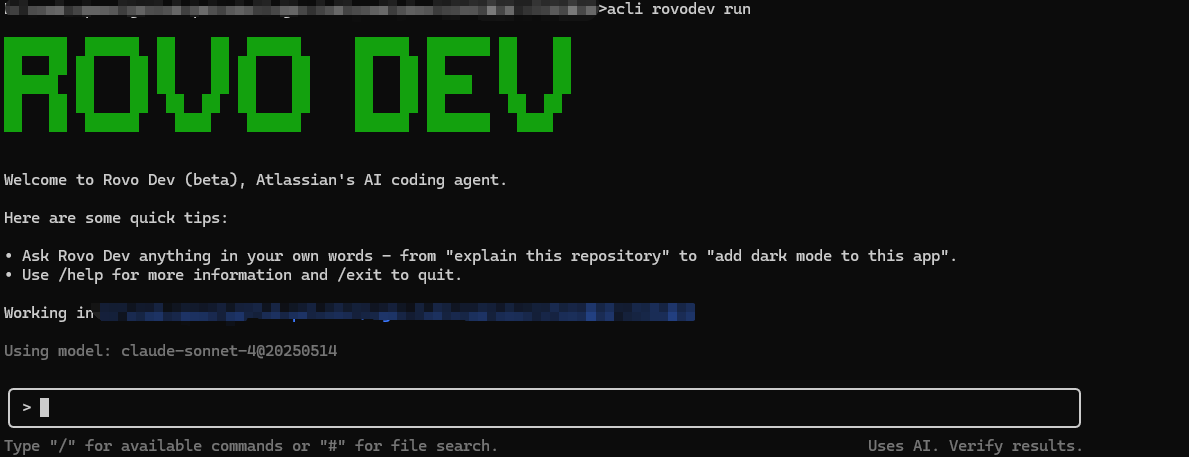 >acli rovodev run
ROVO DEV
Welcome to Rovo Dev (beta), Atlassian's AI coding agent.
Here are some quick tips:
• Ask Rovo Dev anything in your own words – from "explain this repository" to "add dark mode to this app".
• Use /help for more information and /exit to quit.
Working in
Using model: claude-sonnet-4@20250514
>
Type "/" for available commands or "#" for file search. Uses AI. Verify results.